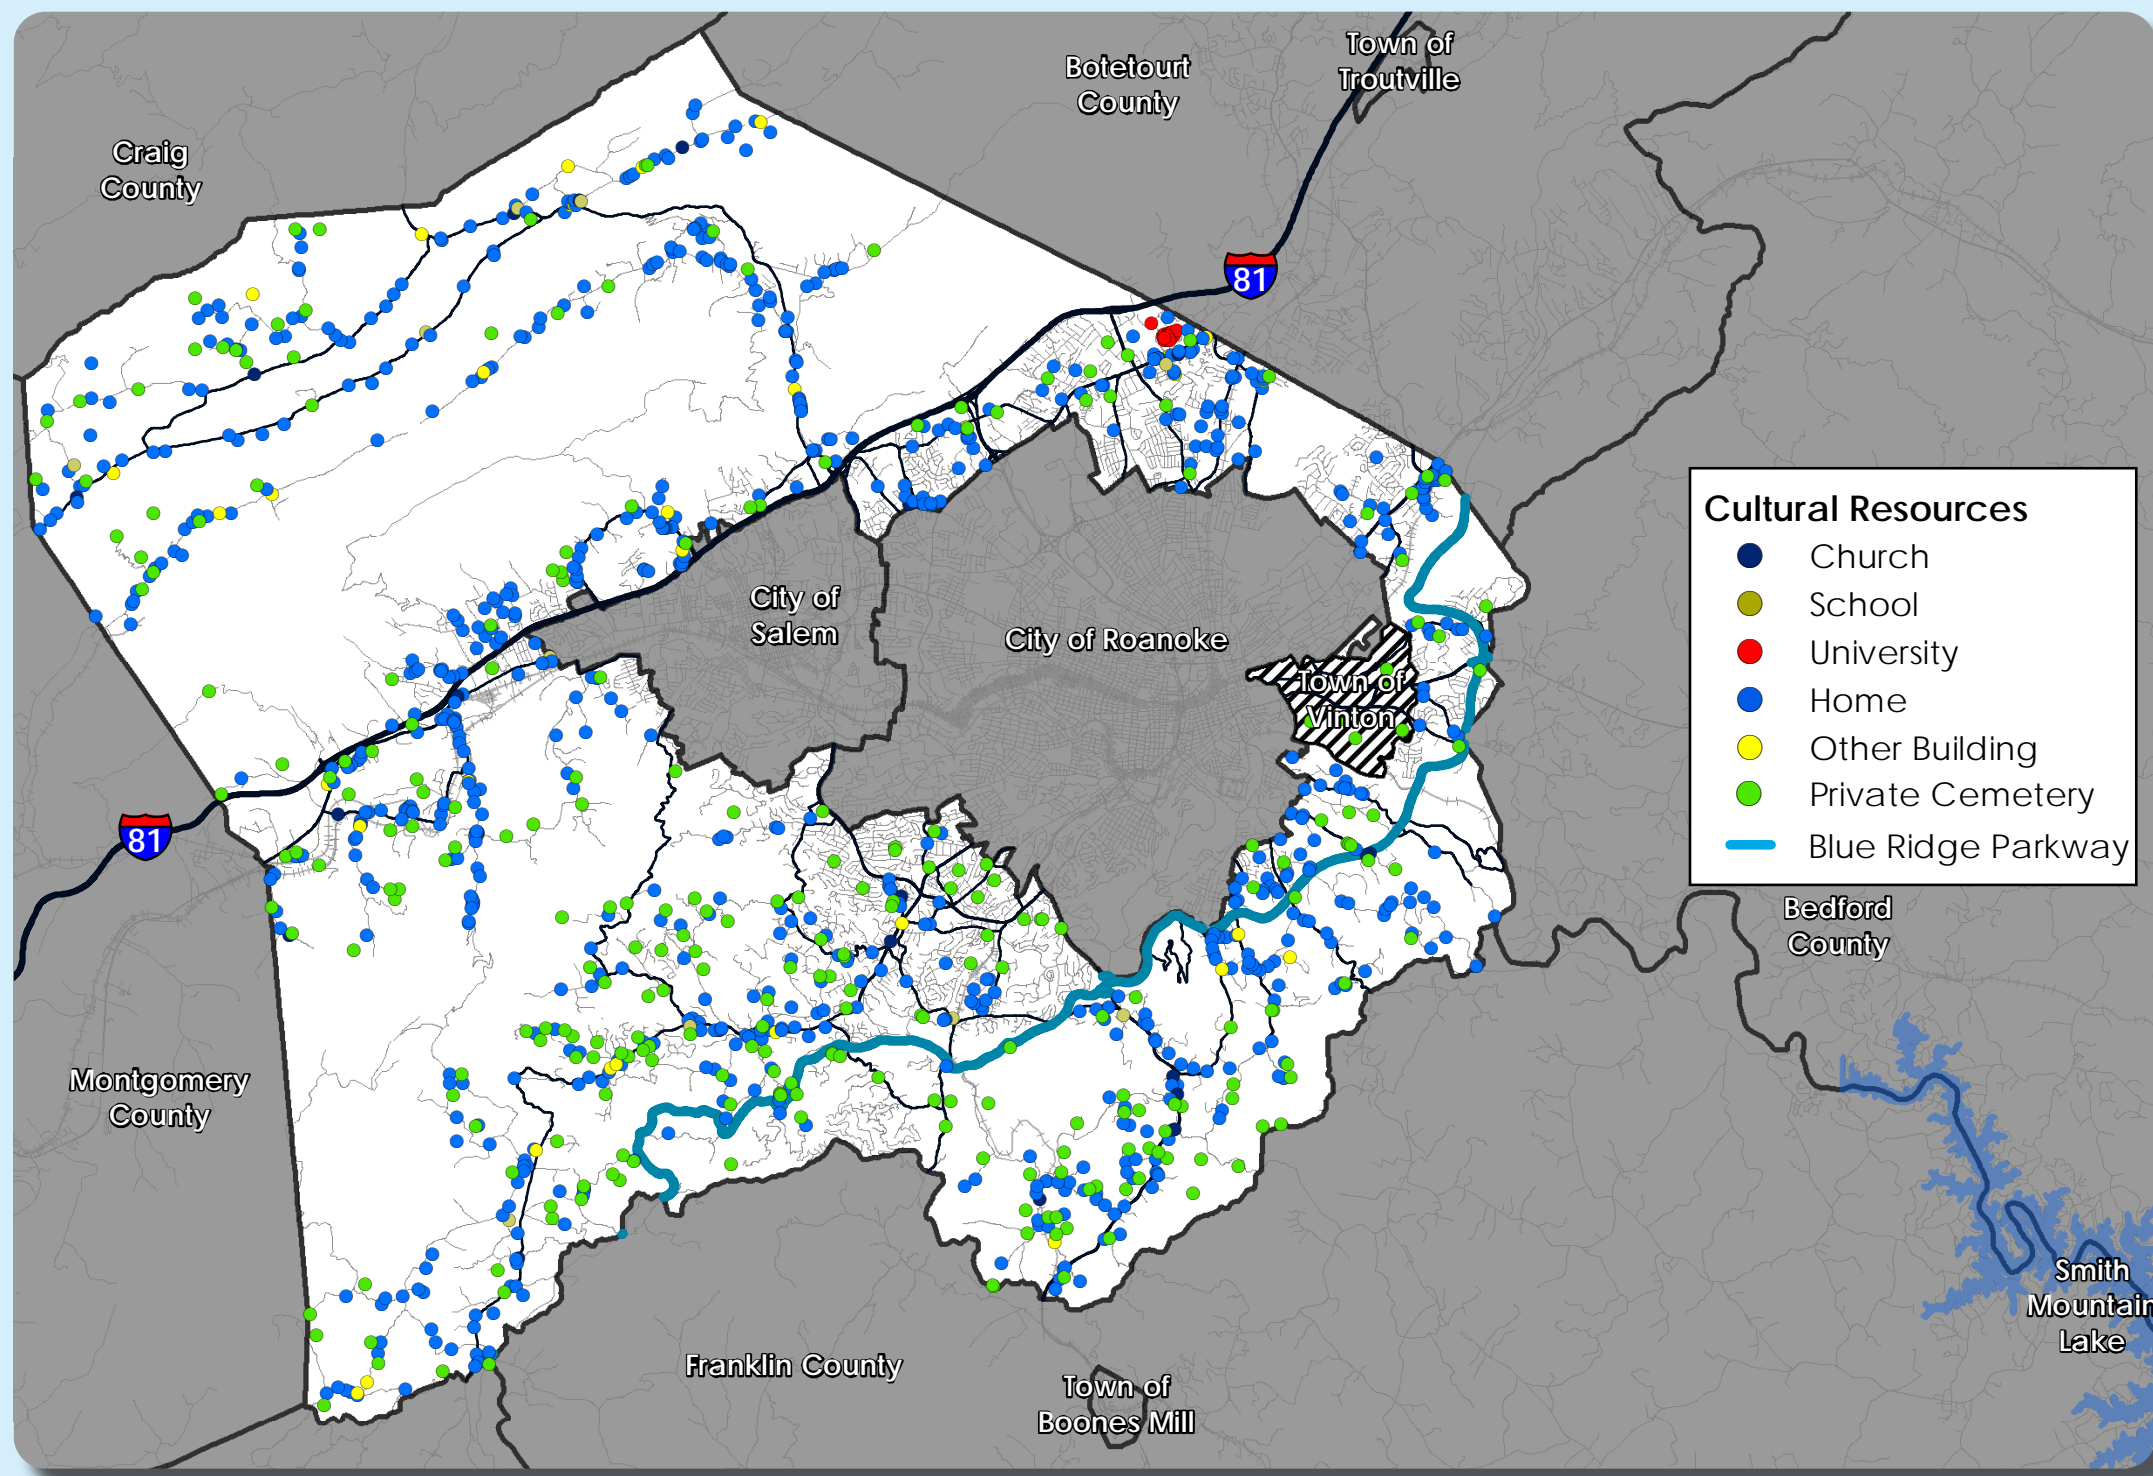 Town of
Troutville
Botetourt
County
Craig
County
81
Cultural Resources
Church
School
University
Home
Other Building
Private Cemetery
Blue Ridge Parkway
City of
Salem
City of Roanoke
Town of
Vinton
81
Bedford
County
Montgomery
County
Smith
Mountain
Lake
Franklin County
Town of
Boones Mill